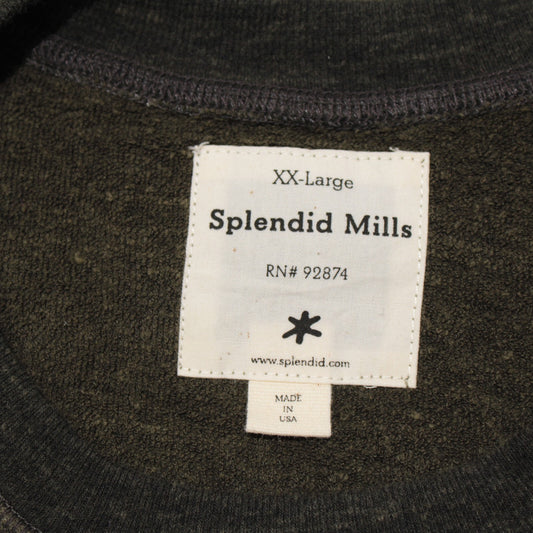 XX-Large
Splendid Mills
RN# 92874
www.splendid.com
MADE
IN
USA